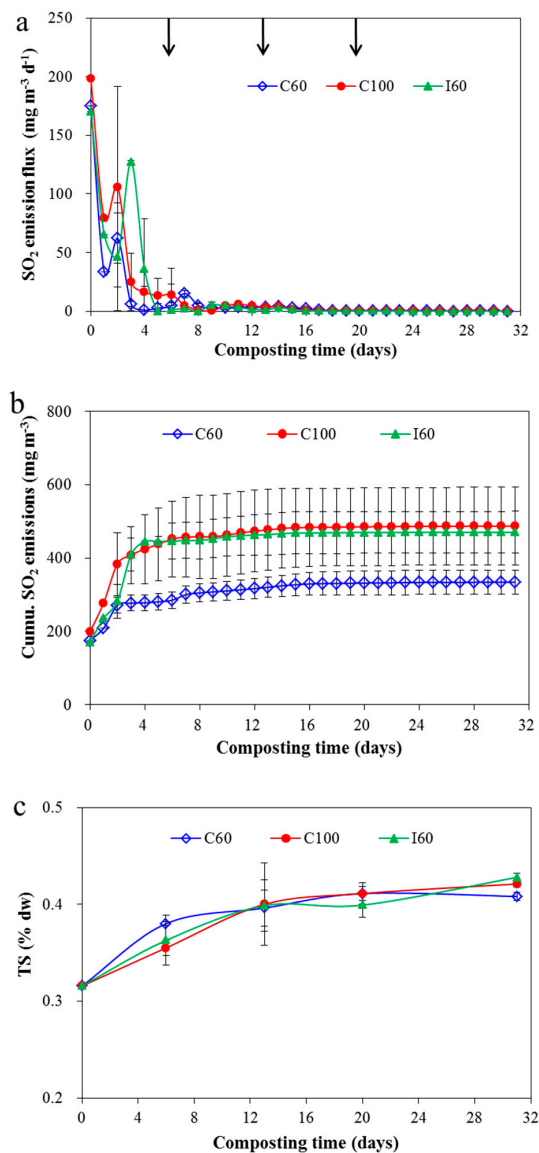 a
250
200
150
100
50
0
SO₂ emission flux (mg m⁻³ d⁻¹)
C60 C100 I60
0 4 8 12 16 20 24 28 32
Composting time (days)
b
800
600
400
200
0
Cumu. SO₂ emissions (mg m⁻³)
C60 C100 I60
0 4 8 12 16 20 24 28 32
Composting time (days)
c
0.5
0.4
0.3
0.2
TS (% dw)
C60 C100 I60
0 4 8 12 16 20 24 28 32
Composting time (days)